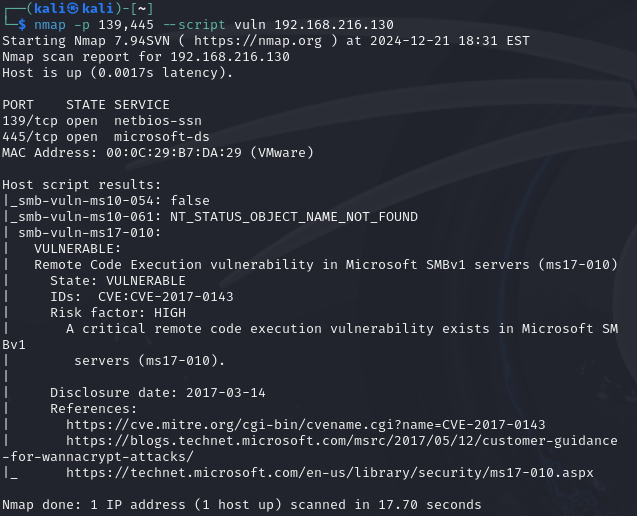 ┌──(kali㉿kali)-[~]
└─$ nmap -p 139,445 --script vuln 192.168.216.130
Starting Nmap 7.94SVN ( https://nmap.org ) at 2024-12-21 18:31 EST
Nmap scan report for 192.168.216.130
Host is up (0.0017s latency).

PORT    STATE SERVICE
139/tcp open  netbios-ssn
445/tcp open  microsoft-ds
MAC Address: 00:0C:29:B7:DA:29 (VMware)

Host script results:
|_smb-vuln-ms10-054: false
|_smb-vuln-ms10-061: NT_STATUS_OBJECT_NAME_NOT_FOUND
| smb-vuln-ms17-010:
|   VULNERABLE:
|   Remote Code Execution vulnerability in Microsoft SMBv1 servers (ms17-010)
|     State: VULNERABLE
|     IDs:  CVE:CVE-2017-0143
|     Risk factor: HIGH
|       A critical remote code execution vulnerability exists in Microsoft SM
Bv1
|        servers (ms17-010).
|
|     Disclosure date: 2017-03-14
|     References:
|       https://cve.mitre.org/cgi-bin/cvename.cgi?name=CVE-2017-0143
|       https://blogs.technet.microsoft.com/msrc/2017/05/12/customer-guidance
-for-wannacrypt-attacks/
|_      https://technet.microsoft.com/en-us/library/security/ms17-010.aspx

Nmap done: 1 IP address (1 host up) scanned in 17.70 seconds